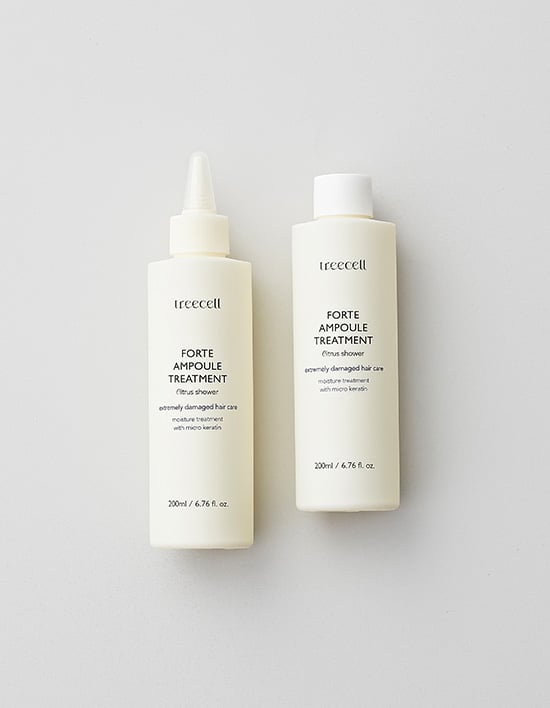 treecell
FORTE
AMPOULE
TREATMENT
Citrus shower
extremely damaged hair care
moisture treatment
with micro keratin
200ml / 6.76 fl. oz.
treecell
FORTE
AMPOULE
TREATMENT
Citrus shower
extremely damaged hair care
moisture treatment
with micro keratin
200ml / 6.76 fl. oz.